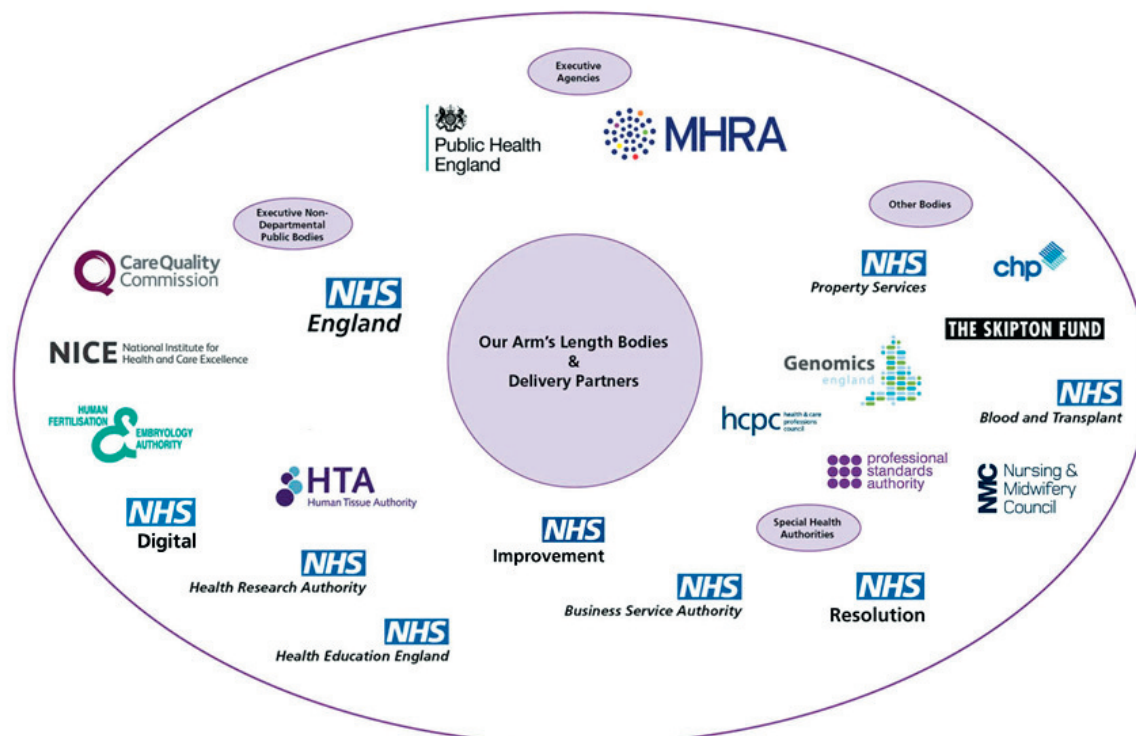 Executive
Agencies
Public Health
England
MHRA
Executive Non-
Departmental
Public Bodies
Other Bodies
CareQuality
Commission
NHS
England
NHS
Property Services
chp
Our Arm's Length Bodies
&
Delivery Partners
THE SKIPTON FUND
NICE National Institute for
Health and Care Excellence
Genomics
england
NHS
Blood and Transplant
hcpc health & care
professions
council
HUMAN
FERTILISATION
& EMBRYOLOGY
AUTHORITY
HTA
Human Tissue Authority
professional
standards
authority
NMC Nursing &
Midwifery
Council
NHS
Digital
NHS
Improvement
Special Health
Authorities
NHS
Health Research Authority
NHS
Business Service Authority
NHS
Resolution
NHS
Health Education England